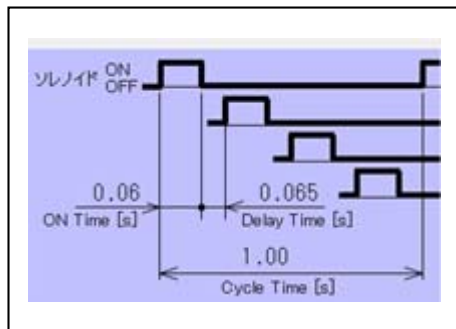 ソレノイド ON
OFF
0.06
0.065
ON Time [s]
Delay Time [s]
1.00
Cycle Time [s]